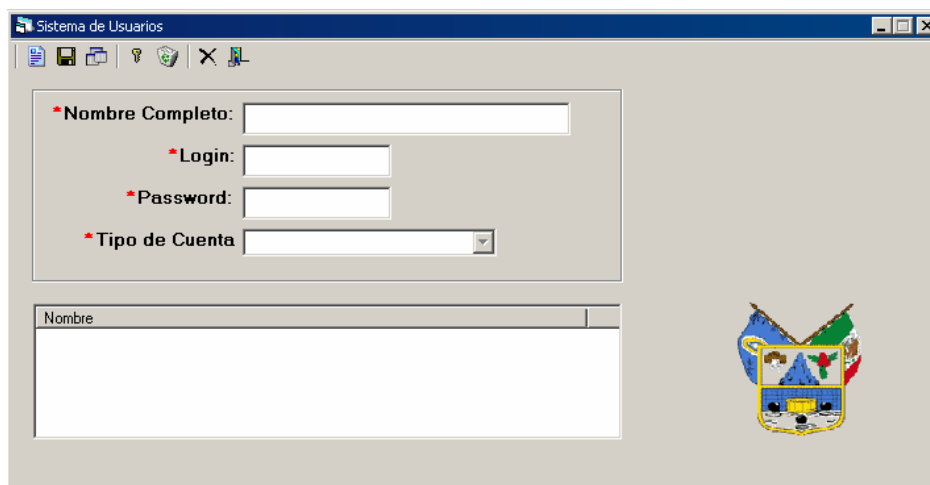 Sistema de Usuarios
*Nombre Completo:
*Login:
*Password:
*Tipo de Cuenta
Nombre